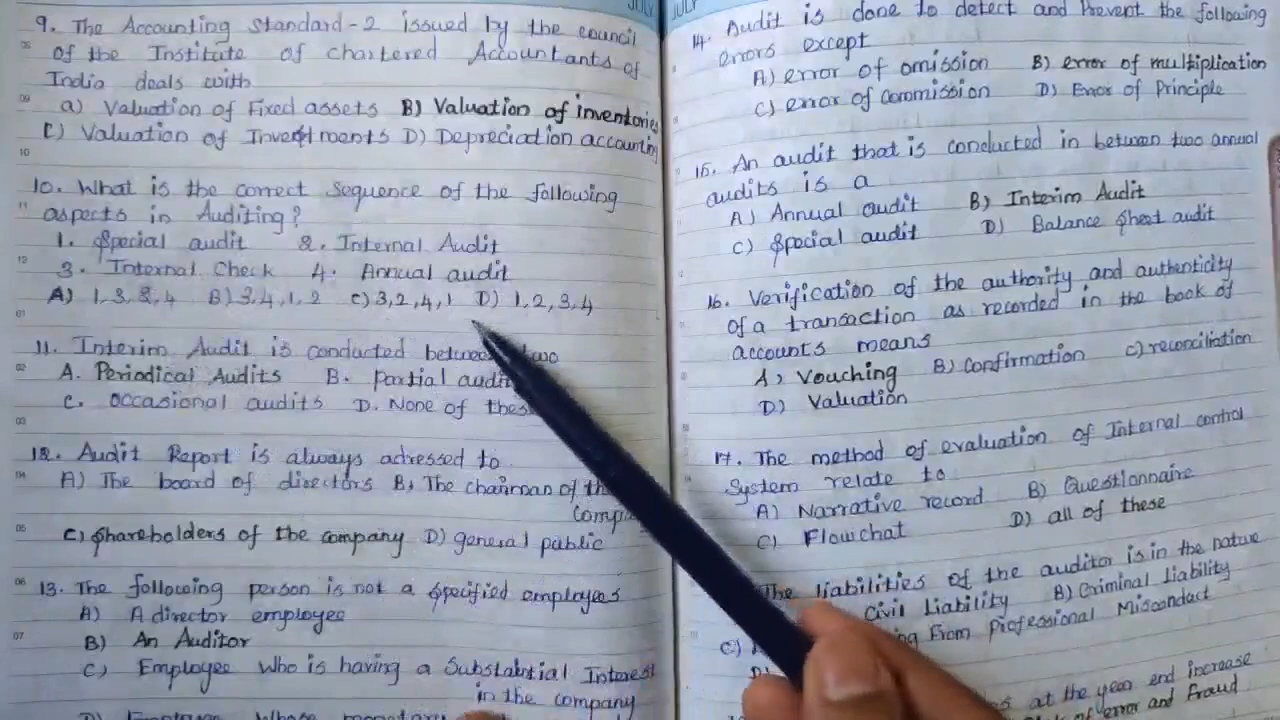 JULY
9. The Accounting Standard-2 issued by the council
of the Institute of chartered Accountants of
India deals with
a) Valuation of Fixed assets B) Valuation of inventories
C) Valuation of Investments D) Depreciation accounting
10. What is the correct Sequence of the following
aspects in Auditing?
1. Special audit 2. Internal Audit
3. Internal Check 4. Annual audit
A) 1,3,2,4 B) 3,4,1,2 C) 3,2,4,1 D) 1,2,3,4
11. Interim Audit is conducted between two
A. Periodical Audits B. Partial audi
C. occasional audits D. None of thes
12. Audit Report is always adressed to
A) The board of directors B) The chairman of th
Compa
C) Shareholders of the company D) general public
13. The following person is not a Specified employees
A) A director employee
B) An Auditor
C) Employee Who is having a Substantial Interest
in the company
D) Employee Whose monetary
JULY
14. Audit is done to detect and Prevent the following
errors except
A) error of omission B) error of multiplication
C) error of commission D) Error of Principle
15. An audit that is conducted in between two annual
audits is a
A) Annual audit B) Interim Audit
C) Special audit D) Balance Sheet audit
16. Verification of the authority and authenticity
of a transaction as recorded in the book of
accounts means
A) Vouching B) Confirmation C) reconciliation
D) Valuation
17. The method of evaluation of Internal control
System relate to
A) Narrative record B) Questionnaire
C) Flowchat D) all of these
The liabilities of the auditor is in the nature
Civil Liability B) Criminal Liability
C) ng From Professional Misconduct
at the year end increase
of error and Fraud